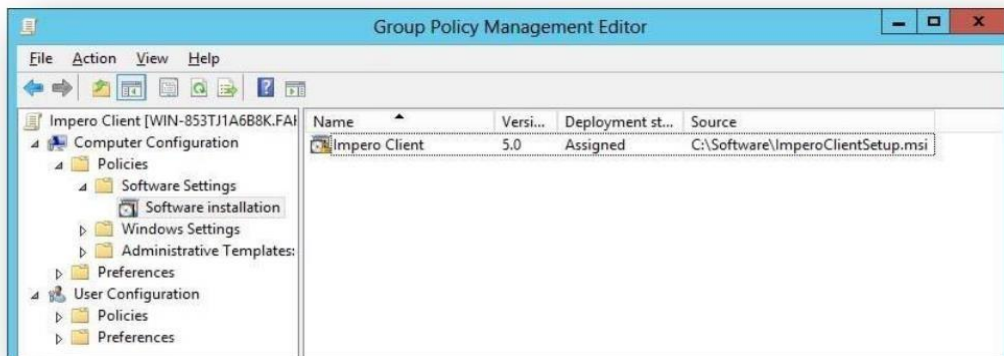 Group Policy Management Editor
File Action View Help
Impero Client [WIN-853TJ1A6B8K.FAH
Computer Configuration
Policies
Software Settings
Software installation
Windows Settings
Administrative Templates:
Preferences
User Configuration
Policies
Preferences
Name Versi... Deployment st... Source
Impero Client 5.0 Assigned C:\Software\ImperoClientSetup.msi